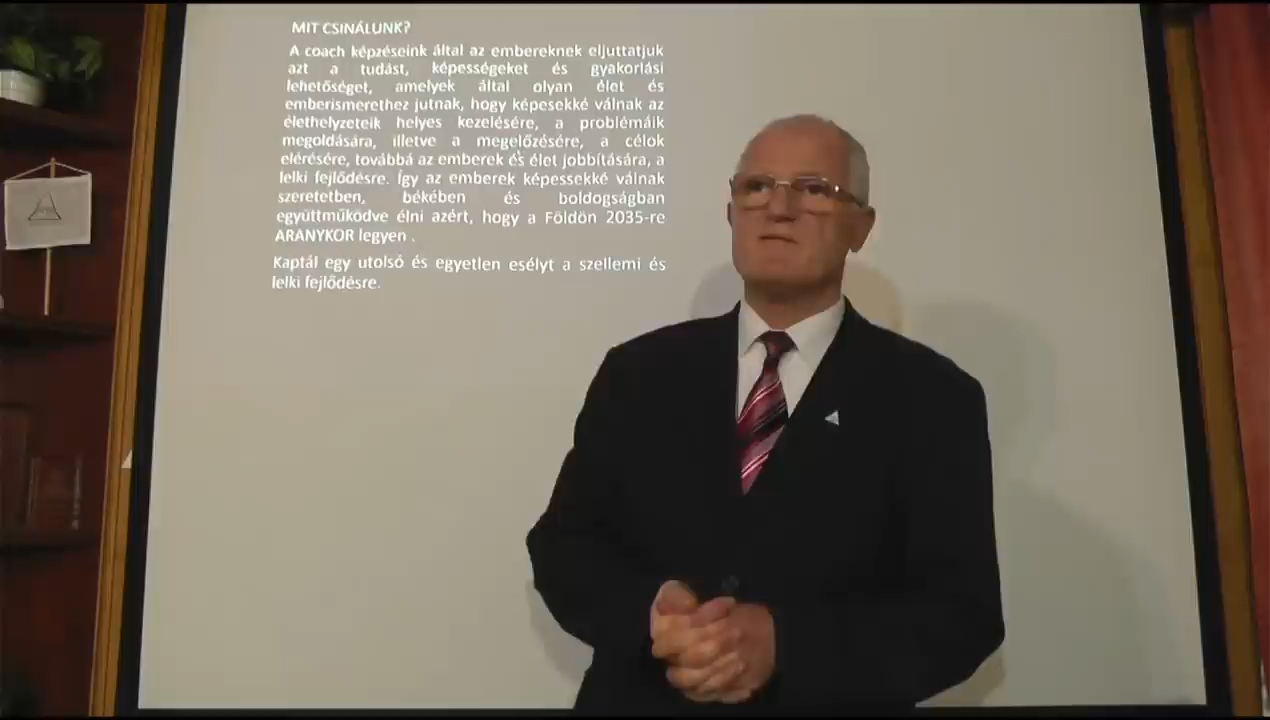 MIT CSINÁLUNK?
A coach képzéseink által az embereknek eljuttatjuk
azt a tudást, képességeket és gyakorlási
lehetőséget, amelyek által olyan élet és
emberismerethez jutnak, hogy képesekké válnak az
élethelyzeteik helyes kezelésére, a problémáik
megoldására, illetve a megelőzésére, a célok
elérésére, továbbá az emberek és élet jobbítására, a
lelki fejlődésre. Így az emberek képessekké válnak
szeretetben, békében és boldogságban
együttműködve élni azért, hogy a Földön 2035-re
ARANYKOR legyen .
Kaptál egy utolsó és egyetlen esélyt a szellemi és
lelki fejlődésre.